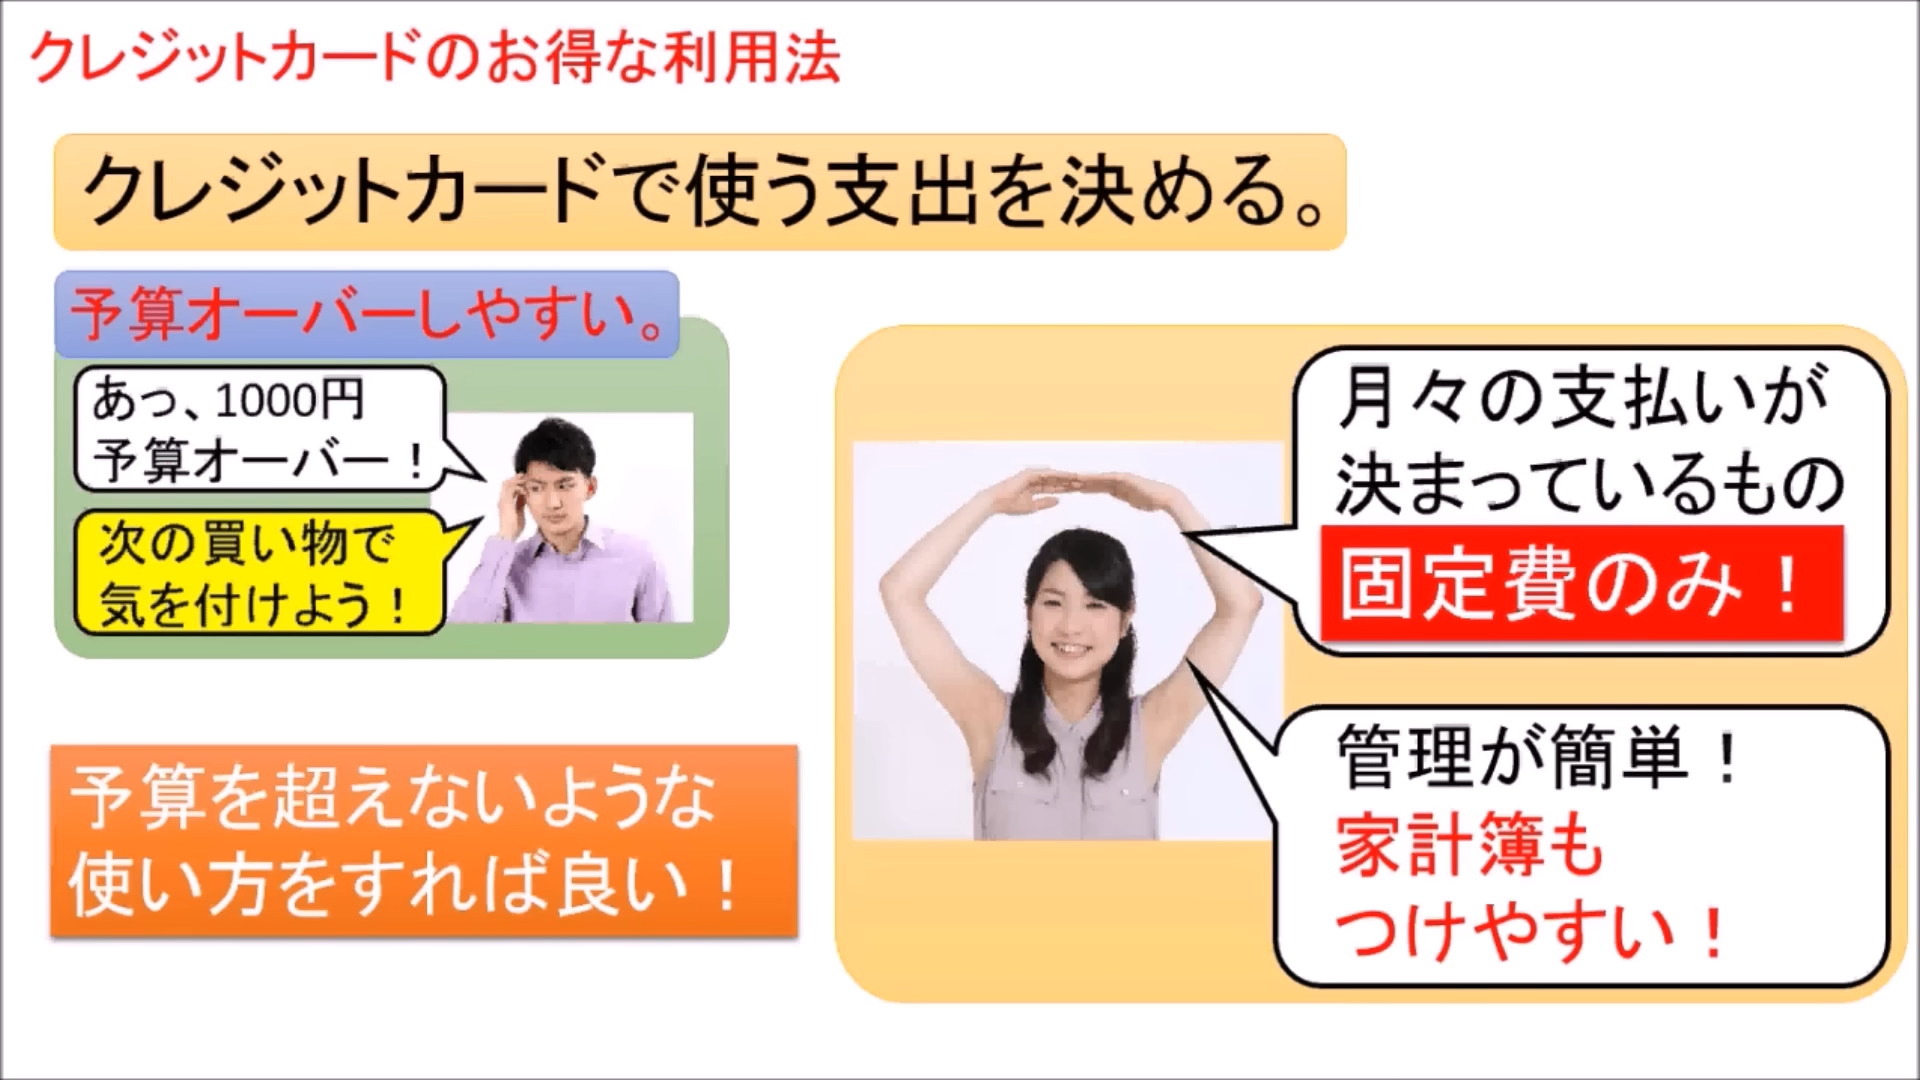 クレジットカードのお得な利用法
クレジットカードで使う支出を決める。
予算オーバーしやすい。
あっ、1000円
予算オーバー！
次の買い物で
気を付けよう！
予算を超えないような
使い方をすれば良い！
月々の支払いが
決まっているもの
固定費のみ！
管理が簡単！
家計簿も
つけやすい！